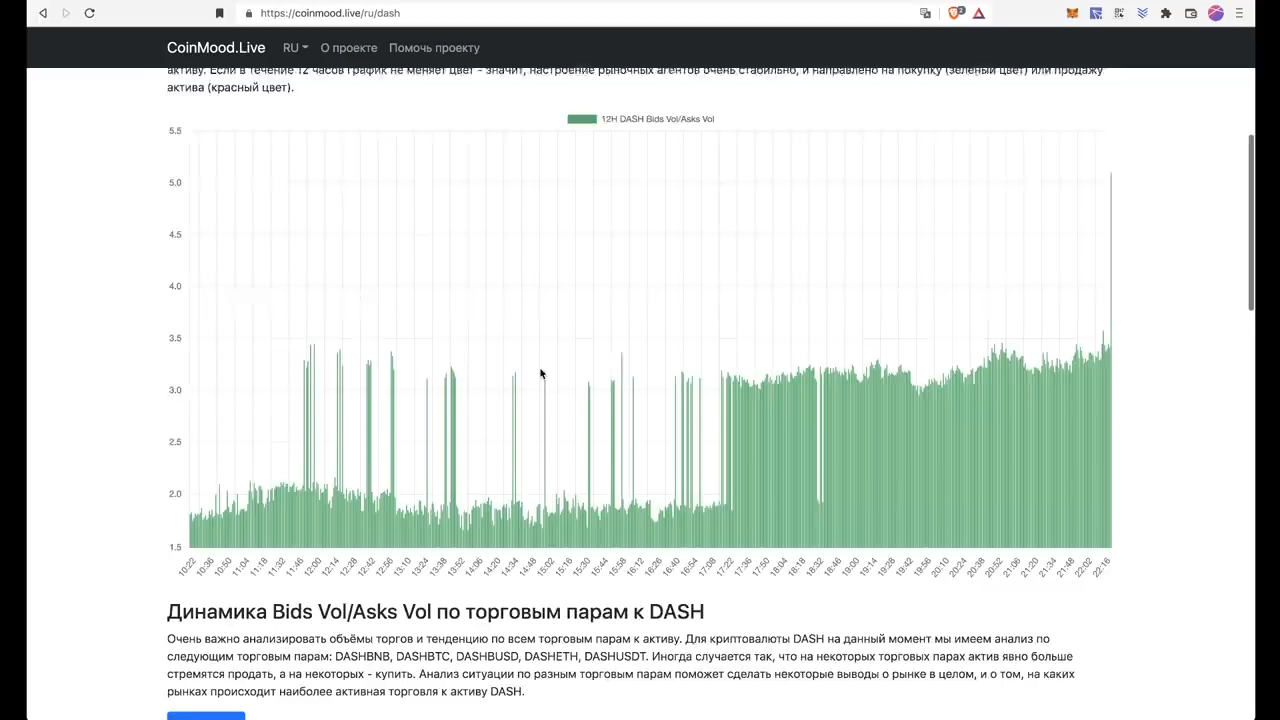 https://coinmood.live/ru/dash
2
CoinMood.Live RU О проекте Помочь проекту
активу. Если в течение 12 часов график не меняет цвет - значит, настроение рыночных агентов очень стабильно, и направлено на покупку (зелёный цвет) или продажу
актива (красный цвет).
12H DASH Bids Vol/Asks Vol
5.5
5.0
4.5
4.0
3.5
3.0
2.5
2.0
1.5
10:22 10:36 10:50 11:04 11:18 11:32 11:46 12:00 12:14 12:28 12:42 12:56 13:10 13:24 13:38 13:52 14:06 14:20 14:34 14:48 15:02 15:16 15:30 15:44 15:58 16:12 16:26 16:40 16:54 17:08 17:22 17:36 17:50 18:04 18:18 18:32 18:46 19:00 19:14 19:28 19:42 19:56 20:10 20:24 20:38 20:52 21:06 21:20 21:34 21:48 22:02 22:16
Динамика Bids Vol/Asks Vol по торговым парам к DASH
Очень важно анализировать объёмы торгов и тенденцию по всем торговым парам к активу. Для криптовалюты DASH на данный момент мы имеем анализ по
следующим торговым парам: DASHBNB, DASHBTC, DASHBUSD, DASHETH, DASHUSDT. Иногда случается так, что на некоторых торговых парах актив явно больше
стремятся продать, а на некоторых - купить. Анализ ситуации по разным торговым парам поможет сделать некоторые выводы о рынке в целом, и о том, на каких
рынках происходит наиболее активная торговля к активу DASH.